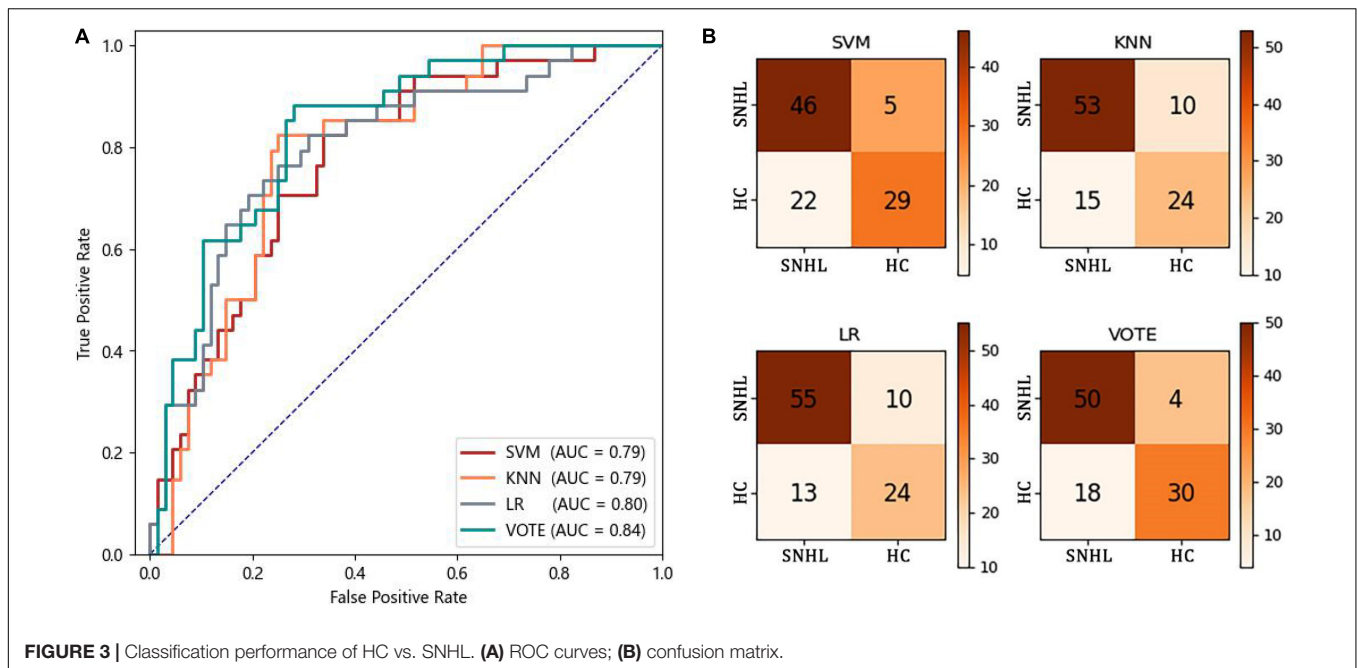 A
1.0
0.8
0.6
0.4
0.2
0.0
True Positive Rate
0.0 0.2 0.4 0.6 0.8 1.0
False Positive Rate
SVM (AUC = 0.79)
KNN (AUC = 0.79)
LR (AUC = 0.80)
VOTE (AUC = 0.84)
B
SVM
SNHL 46 5
HC 22 29
SNHL HC
40
30
20
10
KNN
SNHL 53 10
HC 15 24
SNHL HC
50
40
30
20
10
LR
SNHL 55 10
HC 13 24
SNHL HC
50
40
30
20
10
VOTE
SNHL 50 4
HC 18 30
SNHL HC
50
40
30
20
10
FIGURE 3 | Classification performance of HC vs. SNHL. (A) ROC curves; (B) confusion matrix.